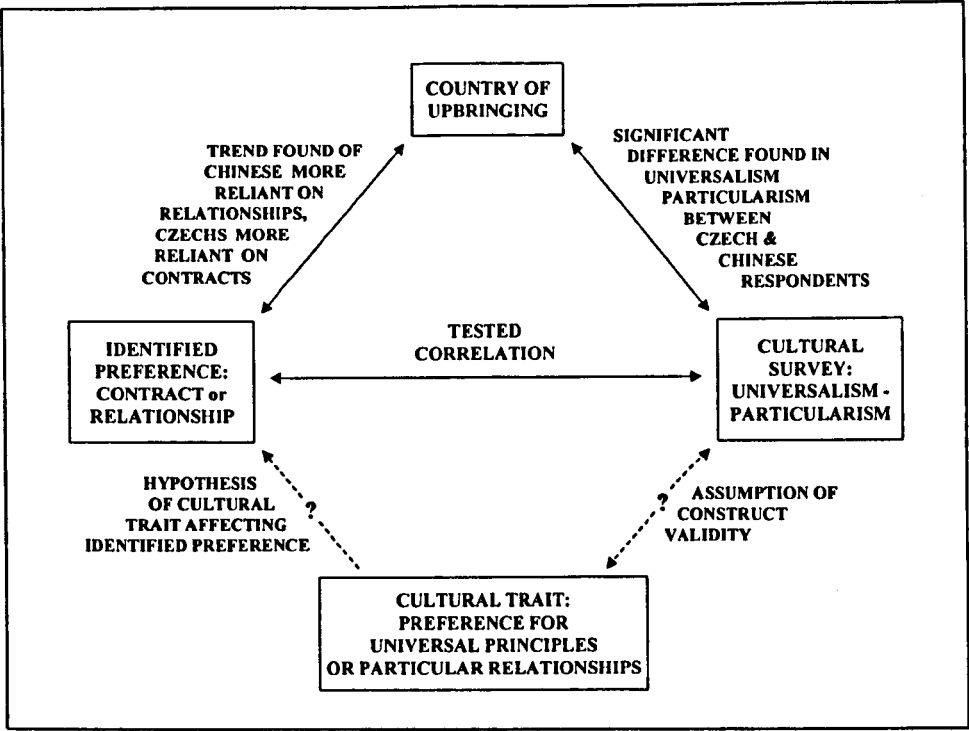 COUNTRY OF
UPBRINGING
TREND FOUND OF
CHINESE MORE
RELIANT ON
RELATIONSHIPS,
CZECHS MORE
RELIANT ON
CONTRACTS
SIGNIFICANT
DIFFERENCE FOUND IN
UNIVERSALISM
PARTICULARISM
BETWEEN
CZECH &
CHINESE
RESPONDENTS
IDENTIFIED
PREFERENCE:
CONTRACT or
RELATIONSHIP
TESTED
CORRELATION
CULTURAL
SURVEY:
UNIVERSALISM -
PARTICULARISM
HYPOTHESIS
OF CULTURAL
TRAIT AFFECTING
IDENTIFIED PREFERENCE
?
?
ASSUMPTION OF
CONSTRUCT
VALIDITY
CULTURAL TRAIT:
PREFERENCE FOR
UNIVERSAL PRINCIPLES
OR PARTICULAR RELATIONSHIPS